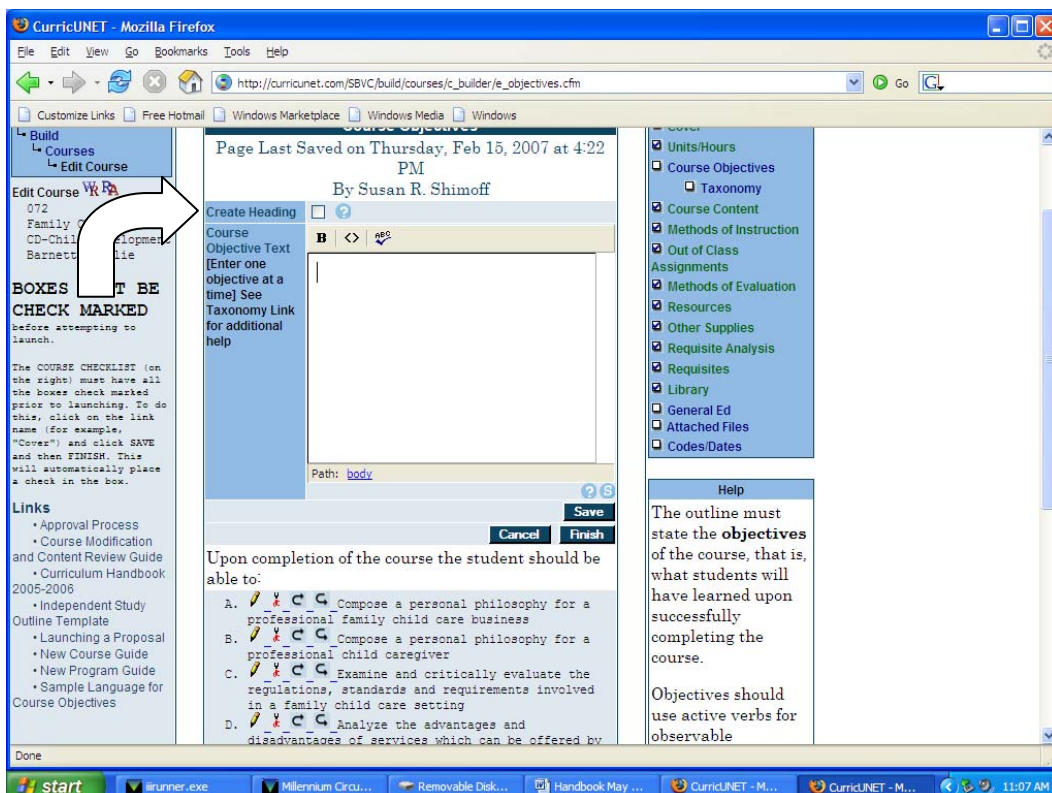 CurricUNET - Mozilla Firefox
File Edit View Go Bookmarks Tools Help
http://curricunet.com/SBVC/build/courses/c_builder/e_objectives.cfm
Go
Customize Links Free Hotmail Windows Marketplace Windows Media Windows
Build
Courses
Edit Course
Edit Course WR RA
072
Family
CD-Chil elopment
Barnett lie
BOXES T BE
CHECK MARKED
before attempting to
launch.
The COURSE CHECKLIST (on
the right) must have all
the boxes check marked
prior to launching. To do
this, click on the link
name (for example,
"Cover") and click SAVE
and then FINISH. This
will automatically place
a check in the box.
Links
• Approval Process
• Course Modification
and Content Review Guide
• Curriculum Handbook
2005-2006
• Independent Study
Outline Template
• Launching a Proposal
• New Course Guide
• New Program Guide
• Sample Language for
Course Objectives
Course Objectives
Page Last Saved on Thursday, Feb 15, 2007 at 4:22
PM
By Susan R. Shimoff
Create Heading ?
Course
Objective Text
[Enter one
objective at a
time] See
Taxonomy Link
for additional
help
B <> ABC
Path: body
? S
Save
Cancel Finish
Upon completion of the course the student should be
able to:
A. Compose a personal philosophy for a
professional family child care business
B. Compose a personal philosophy for a
professional child caregiver
C. Examine and critically evaluate the
regulations, standards and requirements involved
in a family child care setting
D. Analyze the advantages and
disadvantages of services which can be offered by
Cover
Units/Hours
Course Objectives
Taxonomy
Course Content
Methods of Instruction
Out of Class
Assignments
Methods of Evaluation
Resources
Other Supplies
Requisite Analysis
Requisites
Library
General Ed
Attached Files
Codes/Dates
Help
The outline must
state the objectives
of the course, that is,
what students will
have learned upon
successfully
completing the
course.
Objectives should
use active verbs for
observable
Done
start iirunner.exe Millennium Circu... Removable Disk... Handbook May ... CurricUNET - M... CurricUNET - M... 11:07 AM